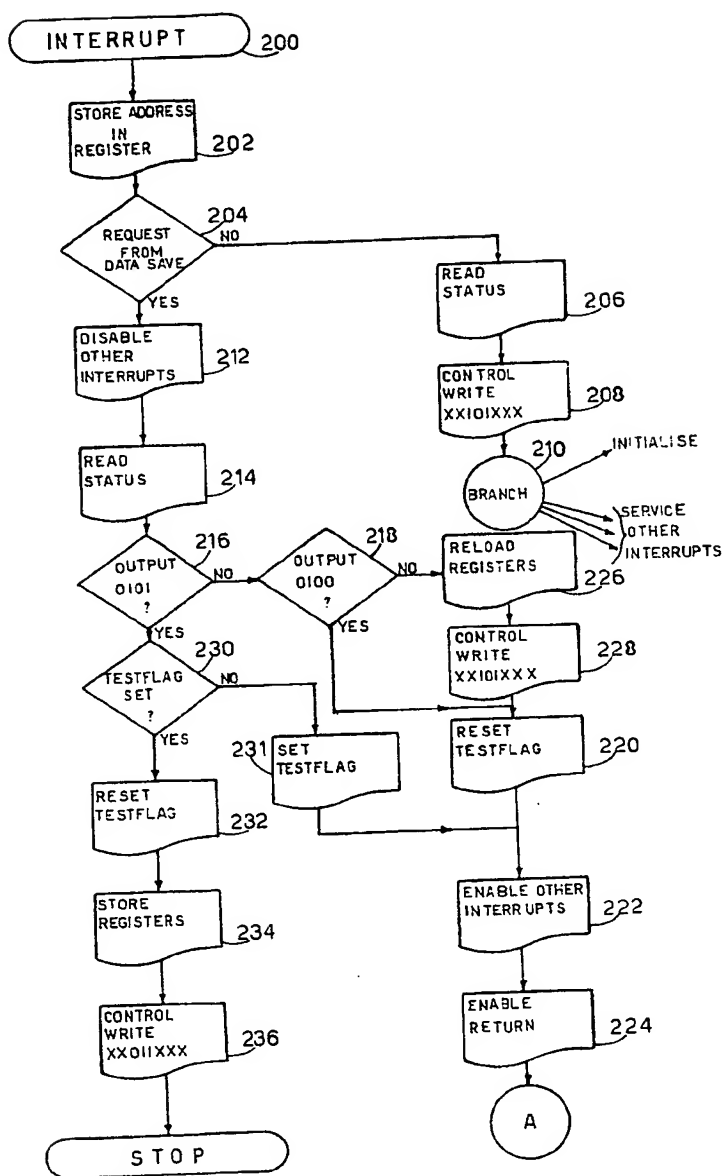 INTERRUPT
200
STORE ADDRESS
IN
REGISTER
202
204
REQUEST
FROM
DATA SAVE
NO
YES
READ
STATUS
206
DISABLE
OTHER
INTERRUPTS
212
CONTROL
WRITE
XX101XXX
208
210
BRANCH
INITIALISE
SERVICE
OTHER
INTERRUPTS
READ
STATUS
214
216
OUTPUT
0101
?
NO
YES
218
OUTPUT
0100
?
NO
YES
RELOAD
REGISTERS
226
CONTROL
WRITE
XX101XXX
228
230
TESTFLAG
SET
?
NO
YES
231
SET
TESTFLAG
RESET
TESTFLAG
220
RESET
TESTFLAG
232
STORE
REGISTERS
234
ENABLE OTHER
INTERRUPTS
222
CONTROL
WRITE
XX011XXX
236
ENABLE
RETURN
224
A
STOP